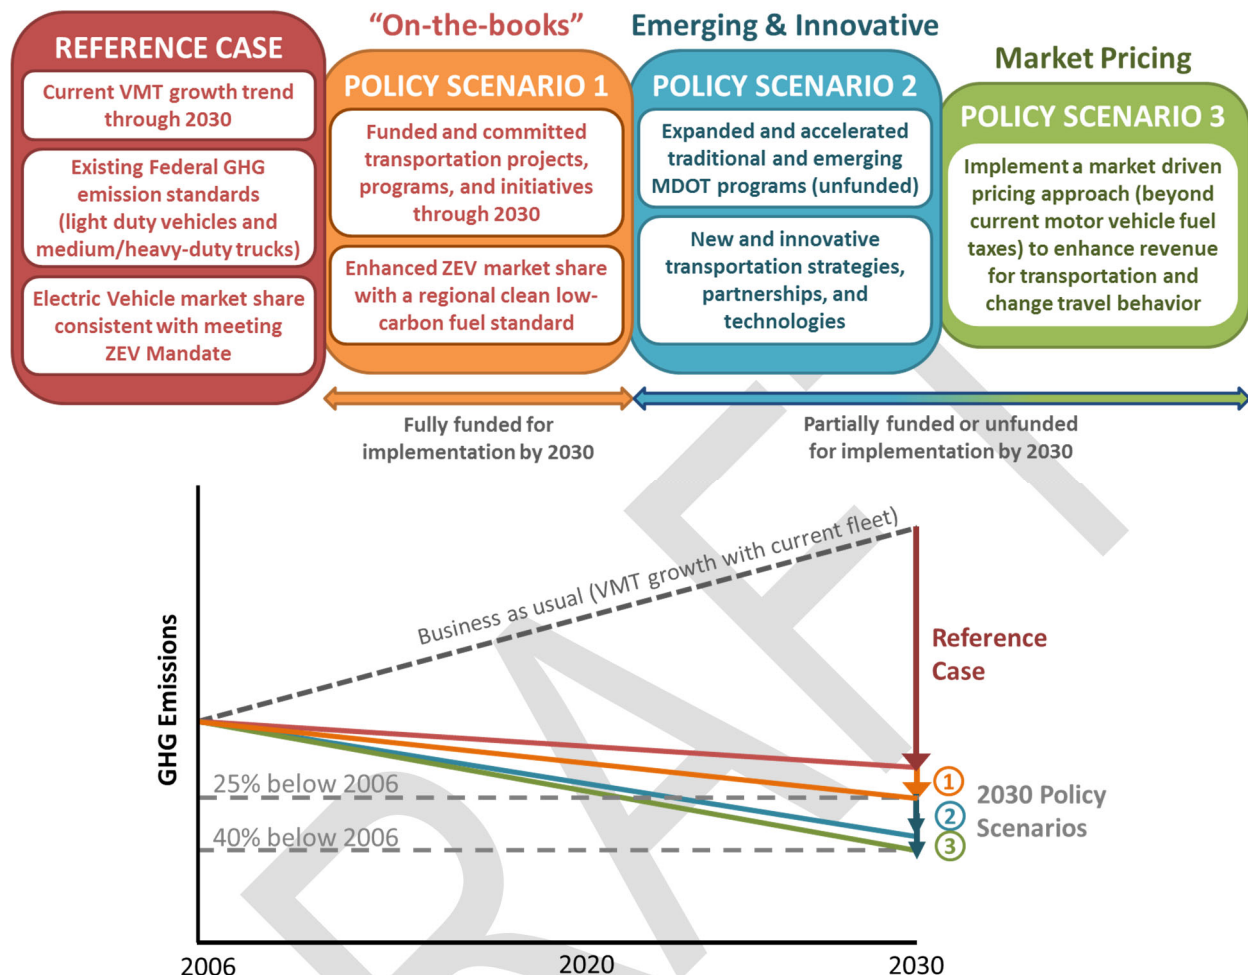 REFERENCE CASE
Current VMT growth trend
through 2030
Existing Federal GHG
emission standards
(light duty vehicles and
medium/heavy-duty trucks)
Electric Vehicle market share
consistent with meeting
ZEV Mandate
“On-the-books”
POLICY SCENARIO 1
Funded and committed
transportation projects,
programs, and initiatives
through 2030
Enhanced ZEV market share
with a regional clean low-
carbon fuel standard
Emerging & Innovative
POLICY SCENARIO 2
Expanded and accelerated
traditional and emerging
MDOT programs (unfunded)
New and innovative
transportation strategies,
partnerships, and
technologies
Market Pricing
POLICY SCENARIO 3
Implement a market driven
pricing approach (beyond
current motor vehicle fuel
taxes) to enhance revenue
for transportation and
change travel behavior
Fully funded for
implementation by 2030
Partially funded or unfunded
for implementation by 2030
GHG Emissions
Business as usual (VMT growth with current fleet)
Reference
Case
25% below 2006
40% below 2006
1
2
3
2030 Policy
Scenarios
2006
2020
2030
DRAFT